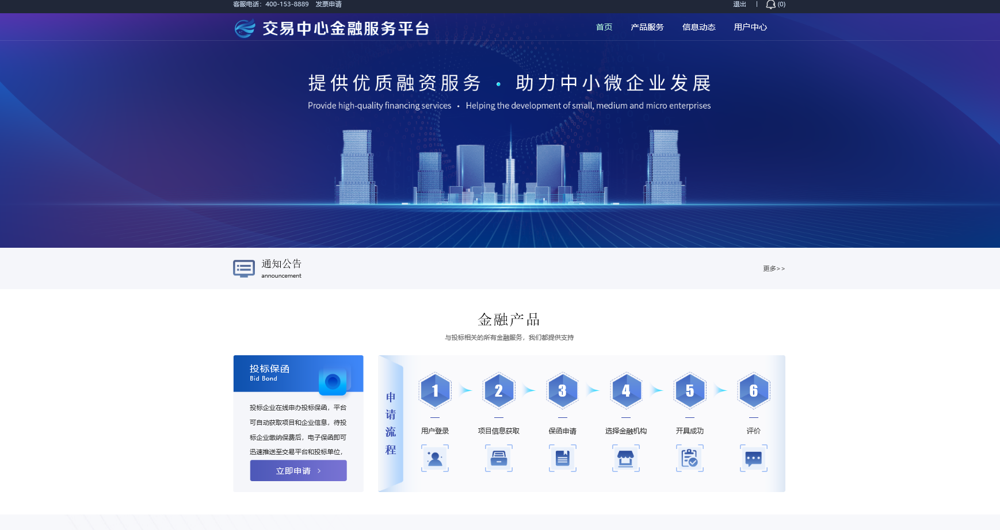 客服电话：400-153-8889 发票申请
退出 | (0)
交易中心金融服务平台
首页 产品服务 信息动态 用户中心
提供优质融资服务 · 助力中小微企业发展
Provide high-quality financing services • Helping the development of small, medium and micro enterprises
通知公告
announcement
更多>>
金融产品
与投标相关的所有金融服务，我们都提供支持
投标保函
Bid Bond
投标企业在线申办投标保函，平台
可自动获取项目和企业信息，待投
标企业缴纳保费后，电子保函即可
迅速推送至交易平台和投标单位，
立即申请 >
申请流程
1 2 3 4 5 6
用户登录 项目信息获取 保函申请 选择金融机构 开具成功 评价